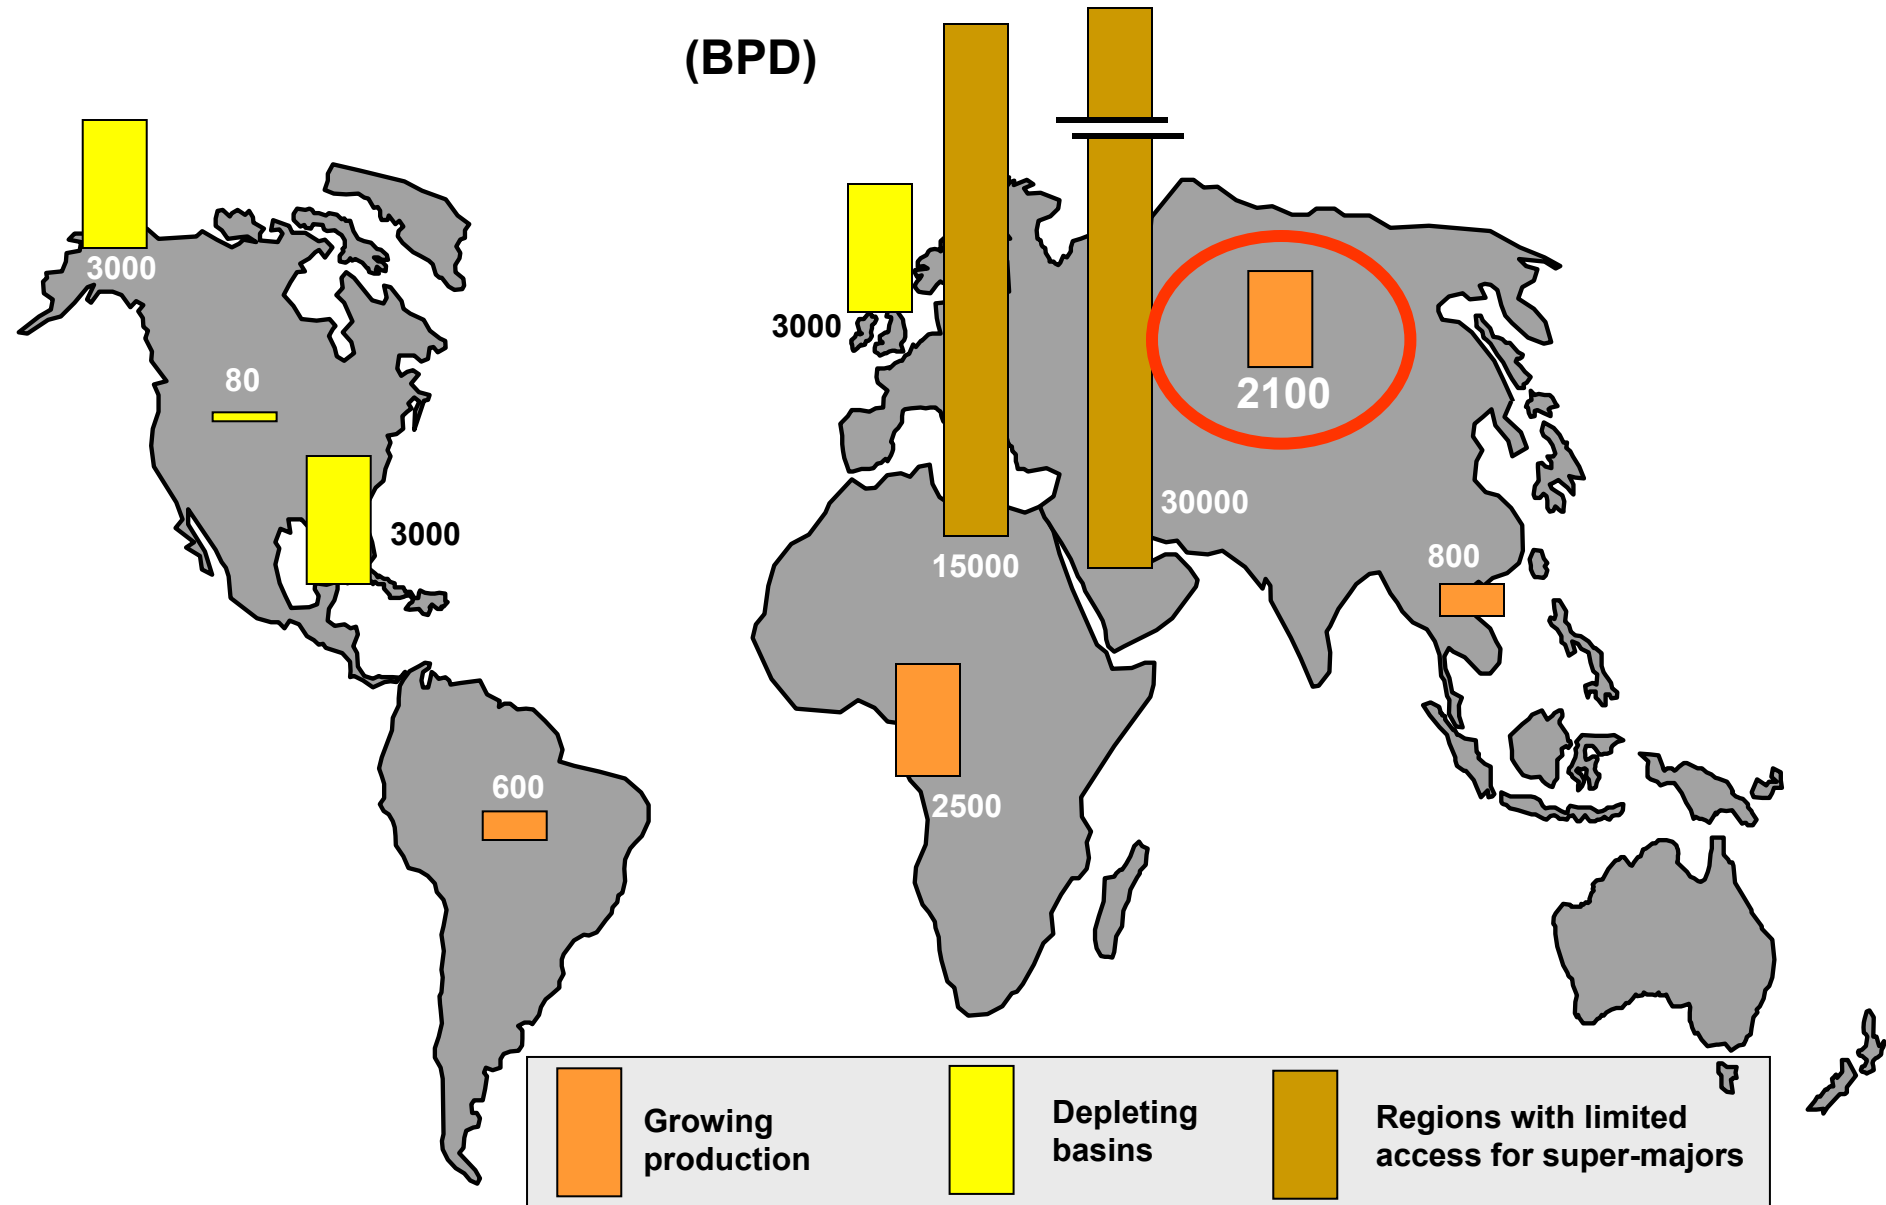 (BPD)
3000
3000
80
2100
30000
3000
15000
800
600
2500
Growing
production
Depleting
basins
Regions with limited
access for super-majors